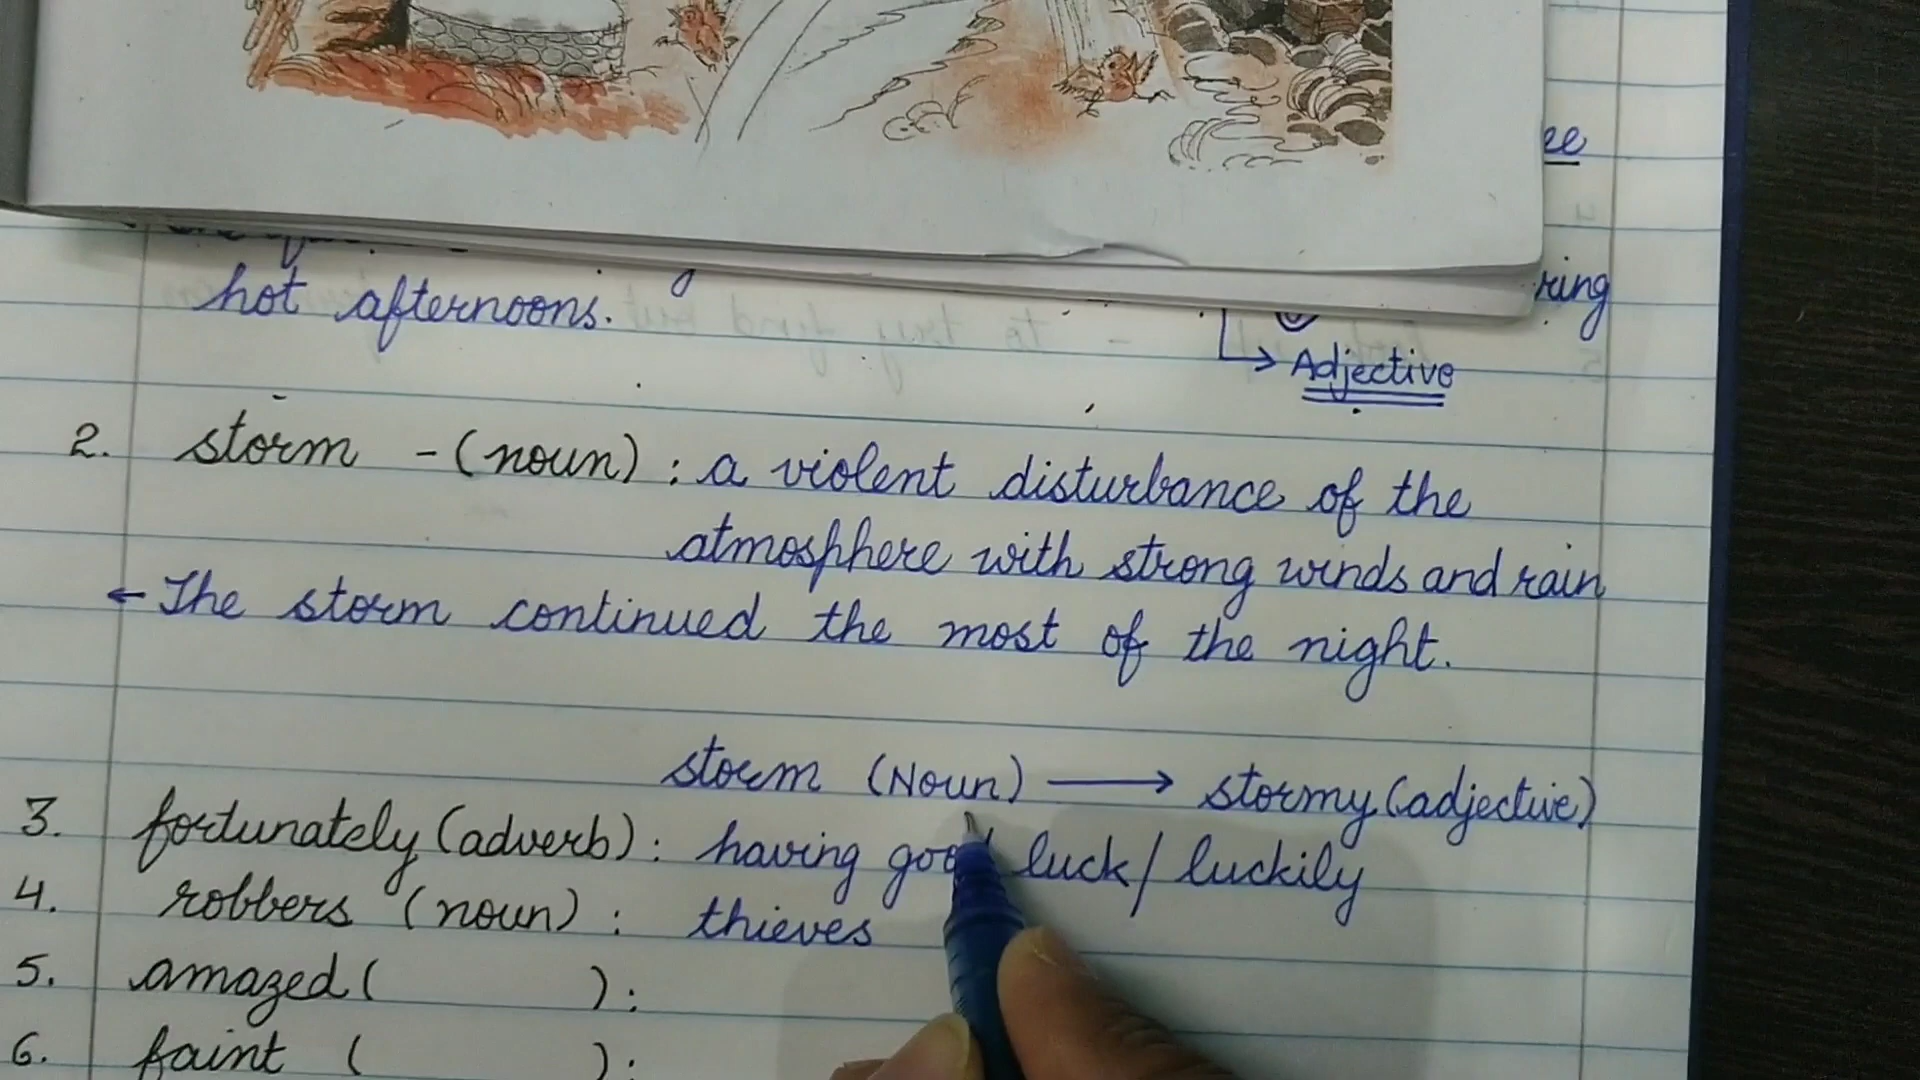 ee
ring
hot afternoons.
Adjective
2. storm - (noun) : a violent disturbance of the
atmosphere with strong winds and rain
← The storm continued the most of the night.
storm (Noun) → stormy (adjective)
3. fortunately (adverb) : having good luck / luckily
4. robbers (noun) : thieves
5. amazed ( ) :
6. faint ( ) :